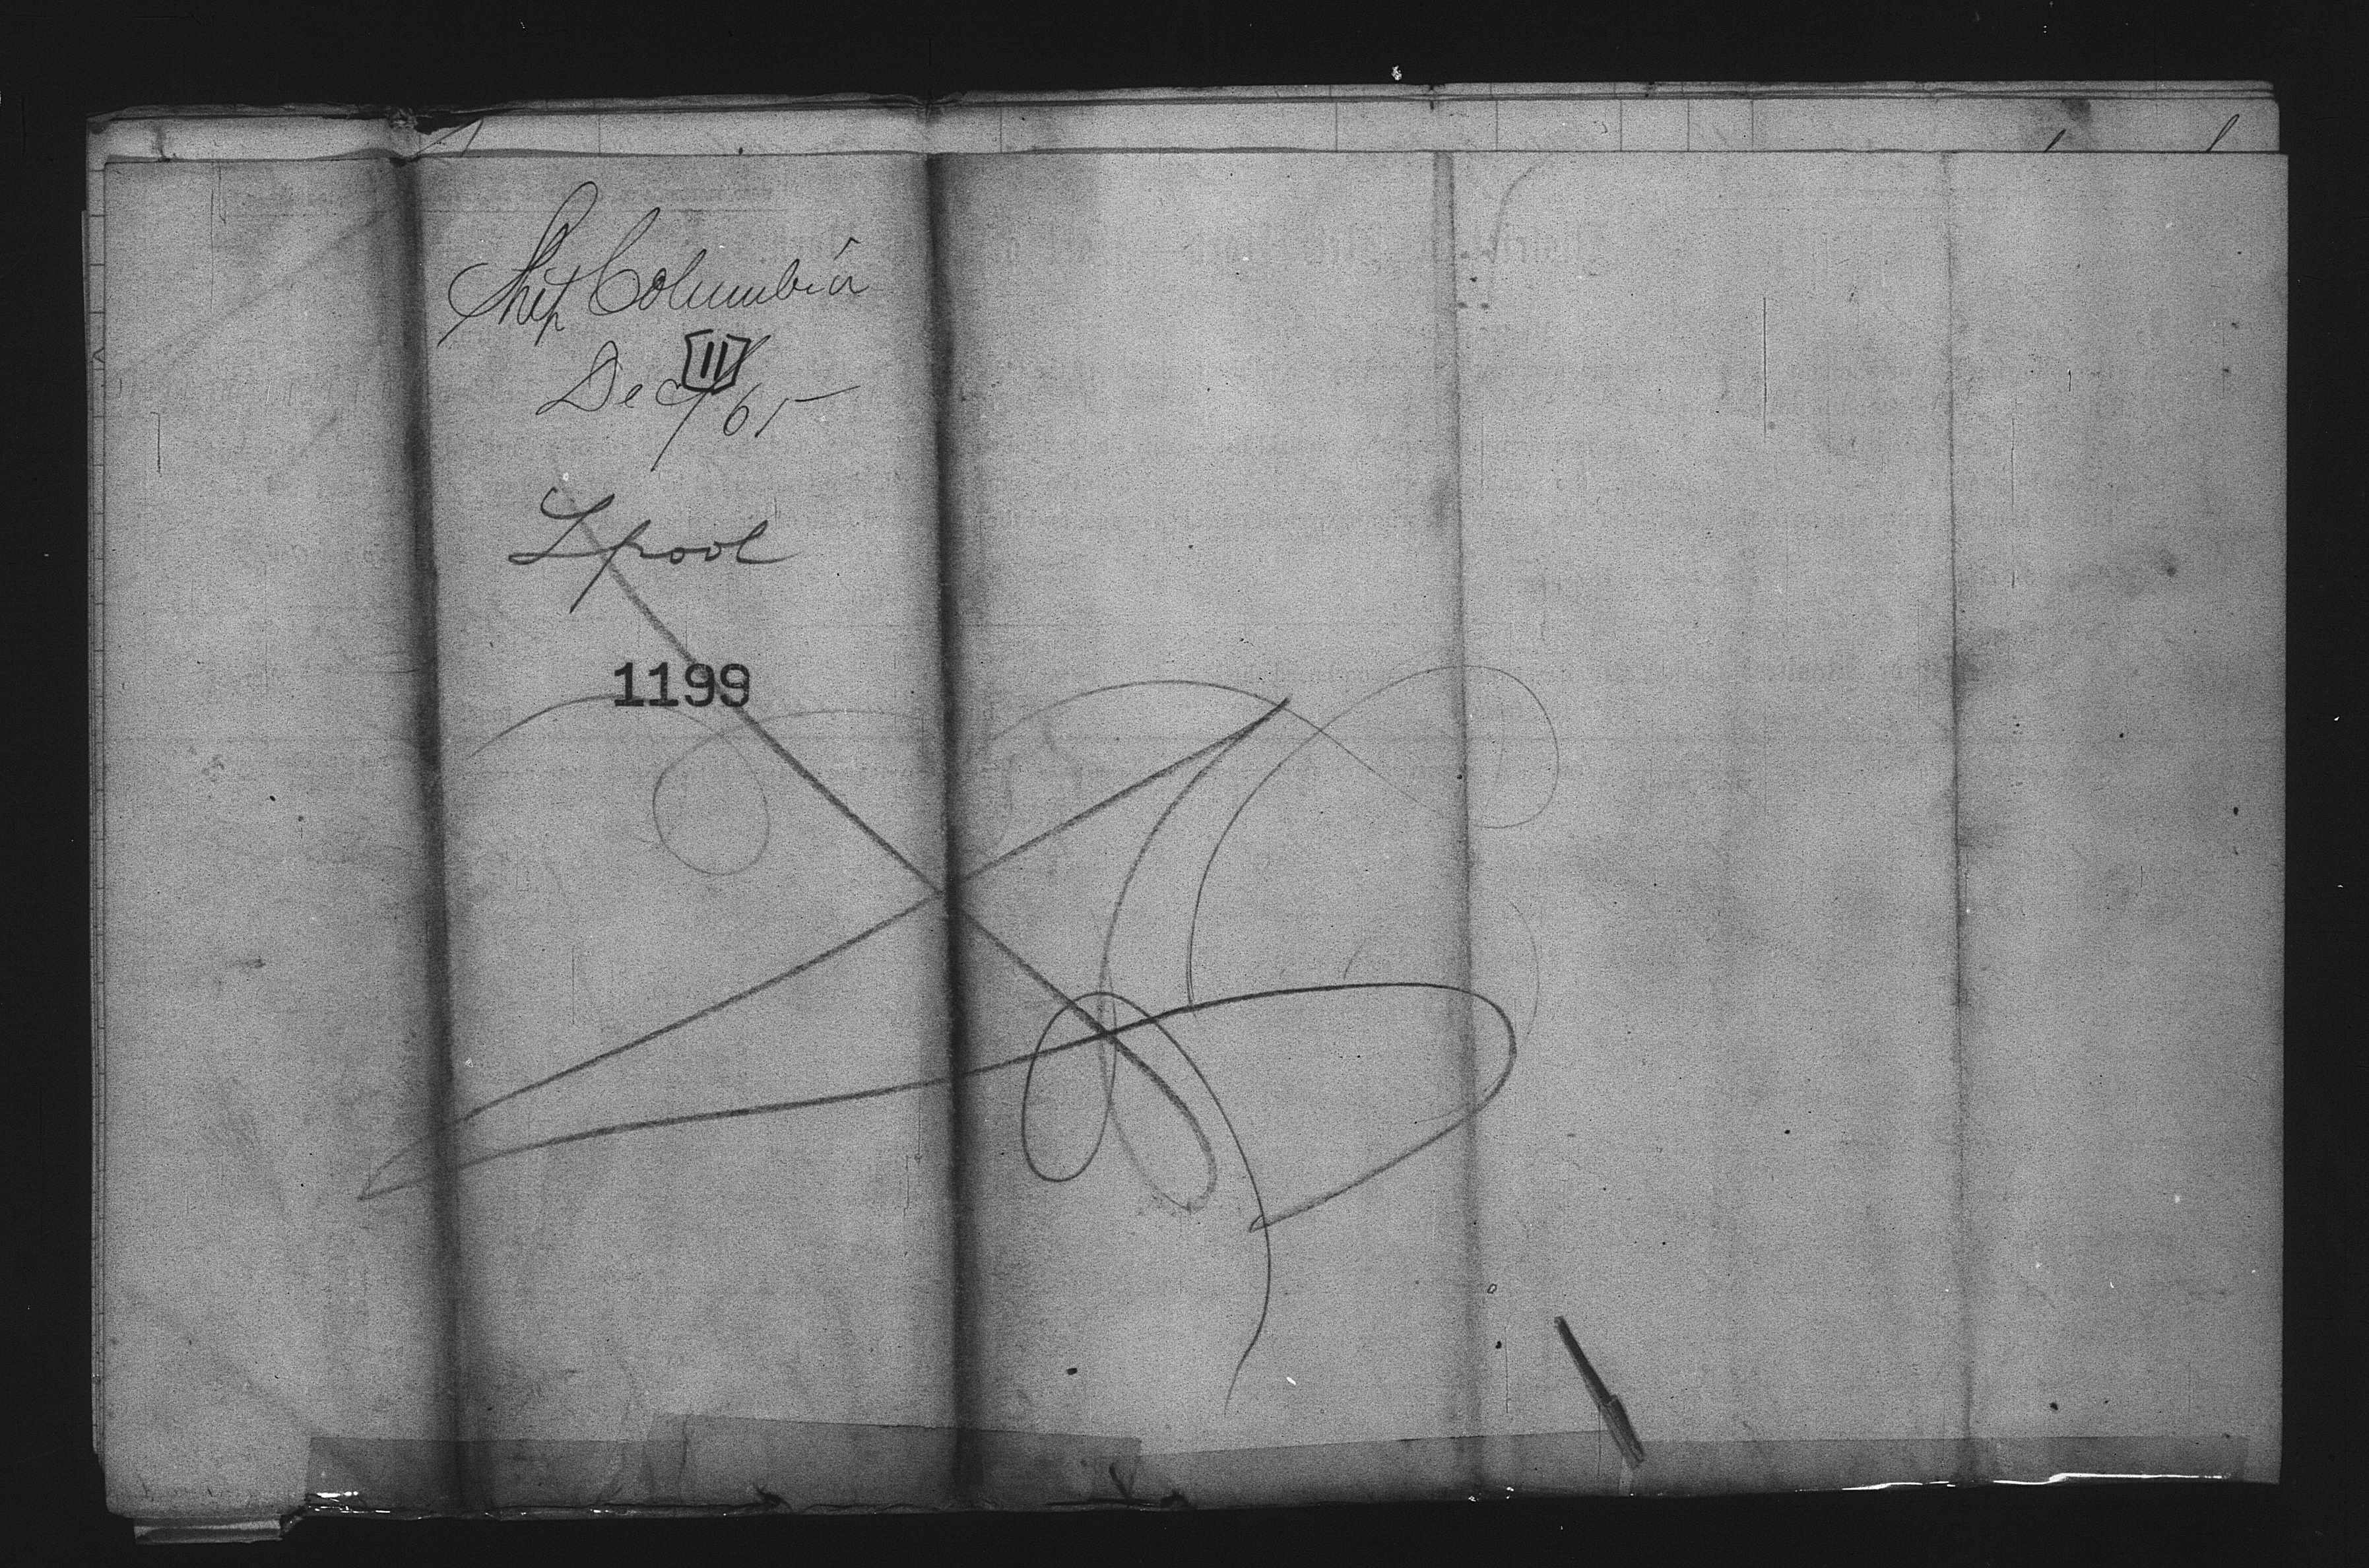 Ship Columbia
Dec [11]/65
Lpool
1199